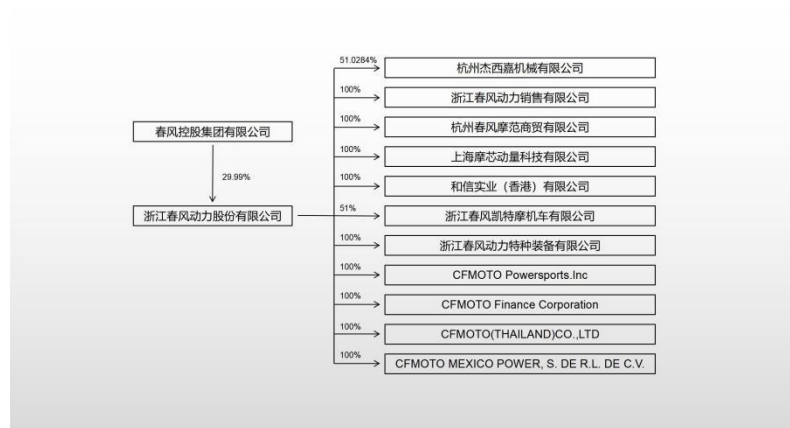 春风控股集团有限公司
29.99%
浙江春风动力股份有限公司
51.0284%
杭州杰西嘉机械有限公司
100%
浙江春风动力销售有限公司
100%
杭州春风摩范商贸有限公司
100%
上海摩芯动量科技有限公司
100%
和信实业（香港）有限公司
51%
浙江春风凯特摩机车有限公司
100%
浙江春风动力特种装备有限公司
100%
CFMOTO Powersports.Inc
100%
CFMOTO Finance Corporation
100%
CFMOTO(THAILAND)CO.,LTD
100%
CFMOTO MEXICO POWER, S. DE R.L. DE C.V.